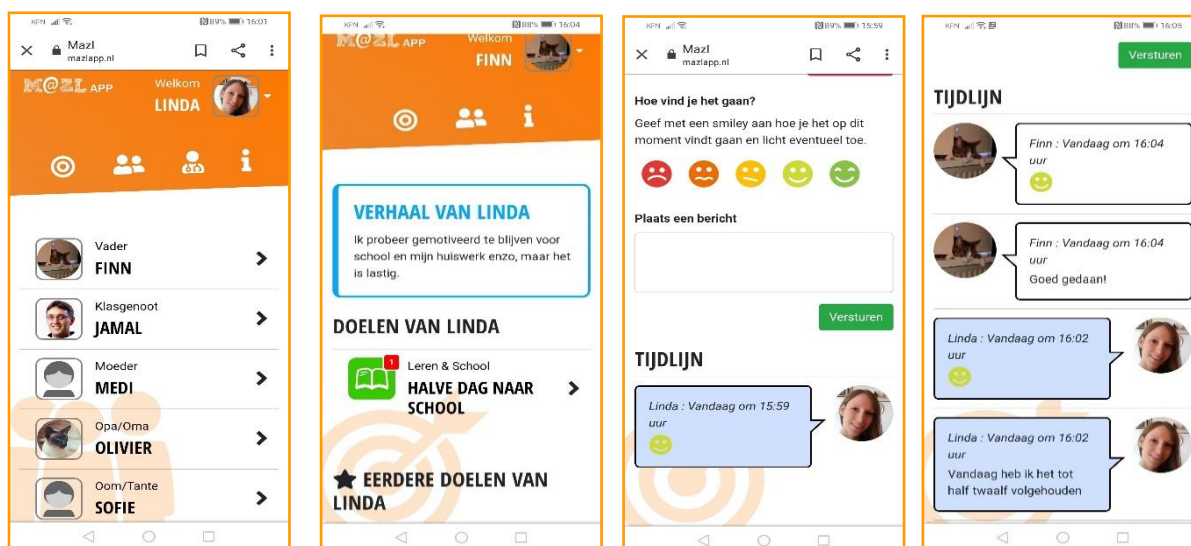 KPN 89% 16:01
Mazl
mazlapp.nl
M@ZL APP
Welkom
LINDA
Vader
FINN
Klasgenoot
JAMAL
Moeder
MEDI
Opa/Oma
OLIVIER
Oom/Tante
SOFIE
KPN 88% 16:04
M@ZL APP
Welkom
FINN
VERHAAL VAN LINDA
Ik probeer gemotiveerd te blijven voor
school en mijn huiswerk enzo, maar het
is lastig.
DOELEN VAN LINDA
1
Leren & School
HALVE DAG NAAR
SCHOOL
EERDERE DOELEN VAN
LINDA
KPN 89% 15:59
Mazl
mazlapp.nl
Hoe vind je het gaan?
Geef met een smiley aan hoe je het op dit
moment vindt gaan en licht eventueel toe.
Plaats een bericht
Versturen
TIJDLIJN
Linda : Vandaag om 15:59
uur
KPN 88% 16:05
Versturen
TIJDLIJN
Finn : Vandaag om 16:04
uur
Finn : Vandaag om 16:04
uur
Goed gedaan!
Linda : Vandaag om 16:02
uur
Linda : Vandaag om 16:02
uur
Vandaag heb ik het tot
half twaalf volgehouden